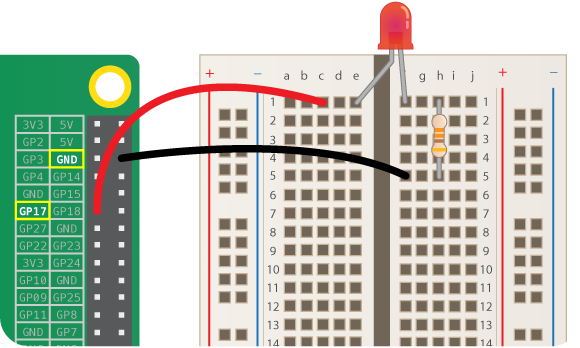 + − a b c d e g h i j + −
1 1
3V3 5V 2 2
GP2 5V 3 3
GP3 GND 4 4
GP4 GP14 5 5
GND GP15 6 6
GP17 GP18 7 7
GP27 GND 8 8
GP22 GP23 9 9
3V3 GP24 10 10
GP10 GND 11 11
GP09 GP25 12 12
GP11 GP8 13 13
GND GP7 14 14